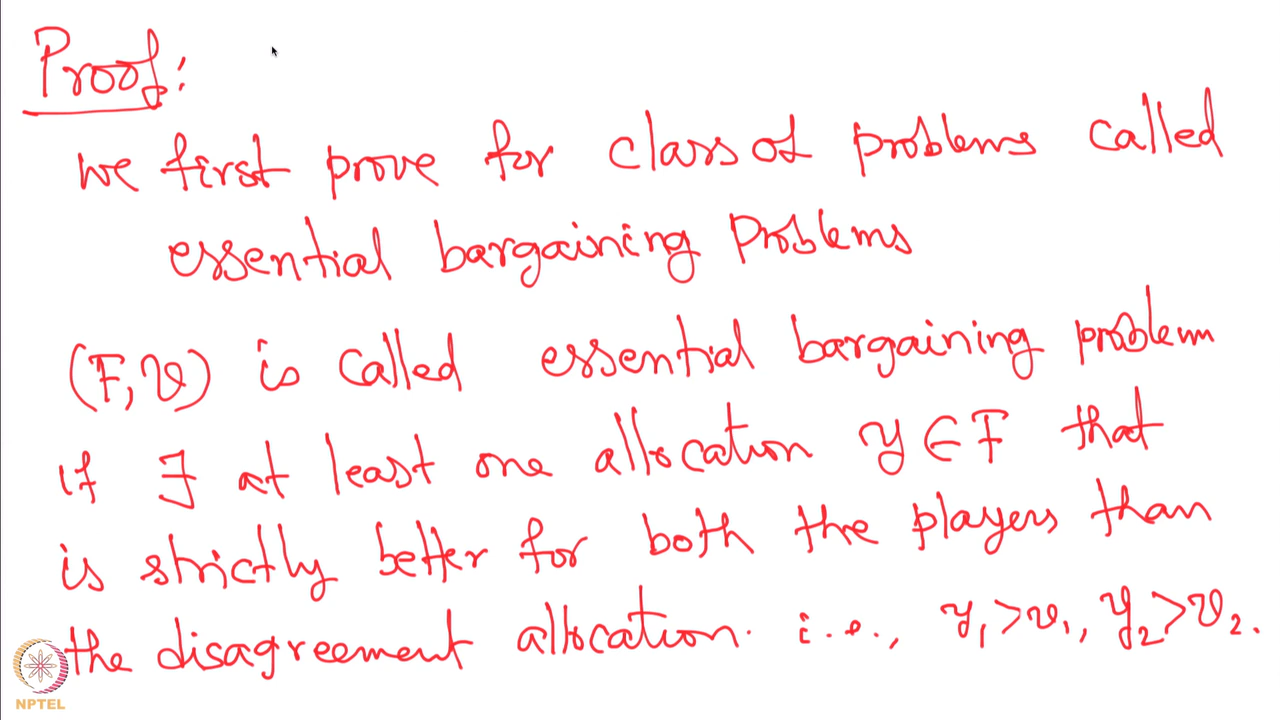 Proof:
We first prove for class of problems called
essential bargaining Problems
(F, v) is called essential bargaining problem
if ∃ at least one allocation y ∈ F that
is strictly better for both the players than
the disagreement allocation. i.e., y₁ > v₁, y₂ > v₂.
NPTEL